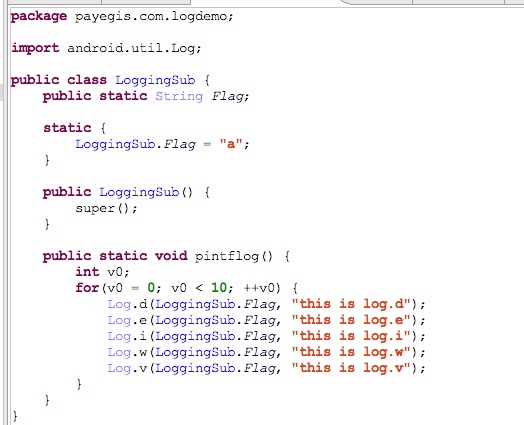 package payegis.com.logdemo;
import android.util.Log;
public class LoggingSub {
public static String Flag;
static {
LoggingSub.Flag = "a";
}
public LoggingSub() {
super();
}
public static void pintflog() {
int v0;
for(v0 = 0; v0 < 10; ++v0) {
Log.d(LoggingSub.Flag, "this is log.d");
Log.e(LoggingSub.Flag, "this is log.e");
Log.i(LoggingSub.Flag, "this is log.i");
Log.w(LoggingSub.Flag, "this is log.w");
Log.v(LoggingSub.Flag, "this is log.v");
}
}
}